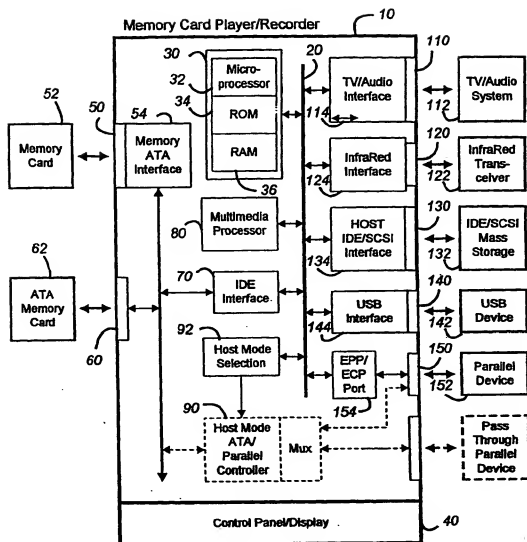 Memory Card Player/Recorder
10
30
20
110
32
Micro-
processor
34
ROM
RAM
36
52
50
54
Memory
Card
Memory
ATA
Interface
TV/Audio
Interface
114
TV/Audio
System
112
120
InfraRed
Interface
124
InfraRed
Trans-
ceiver
122
130
Multimedia
Processor
80
HOST
IDE/SCSI
Interface
134
IDE/SCSI
Mass
Storage
132
62
ATA
Memory
Card
60
70
IDE
Interface
140
USB
Interface
144
USB
Device
142
92
Host Mode
Selection
150
EPP/
ECP
Port
154
Parallel
Device
152
90
Host Mode
ATA/
Parallel
Controller
Mux
Pass
Through
Parallel
Device
Control Panel/Display
40